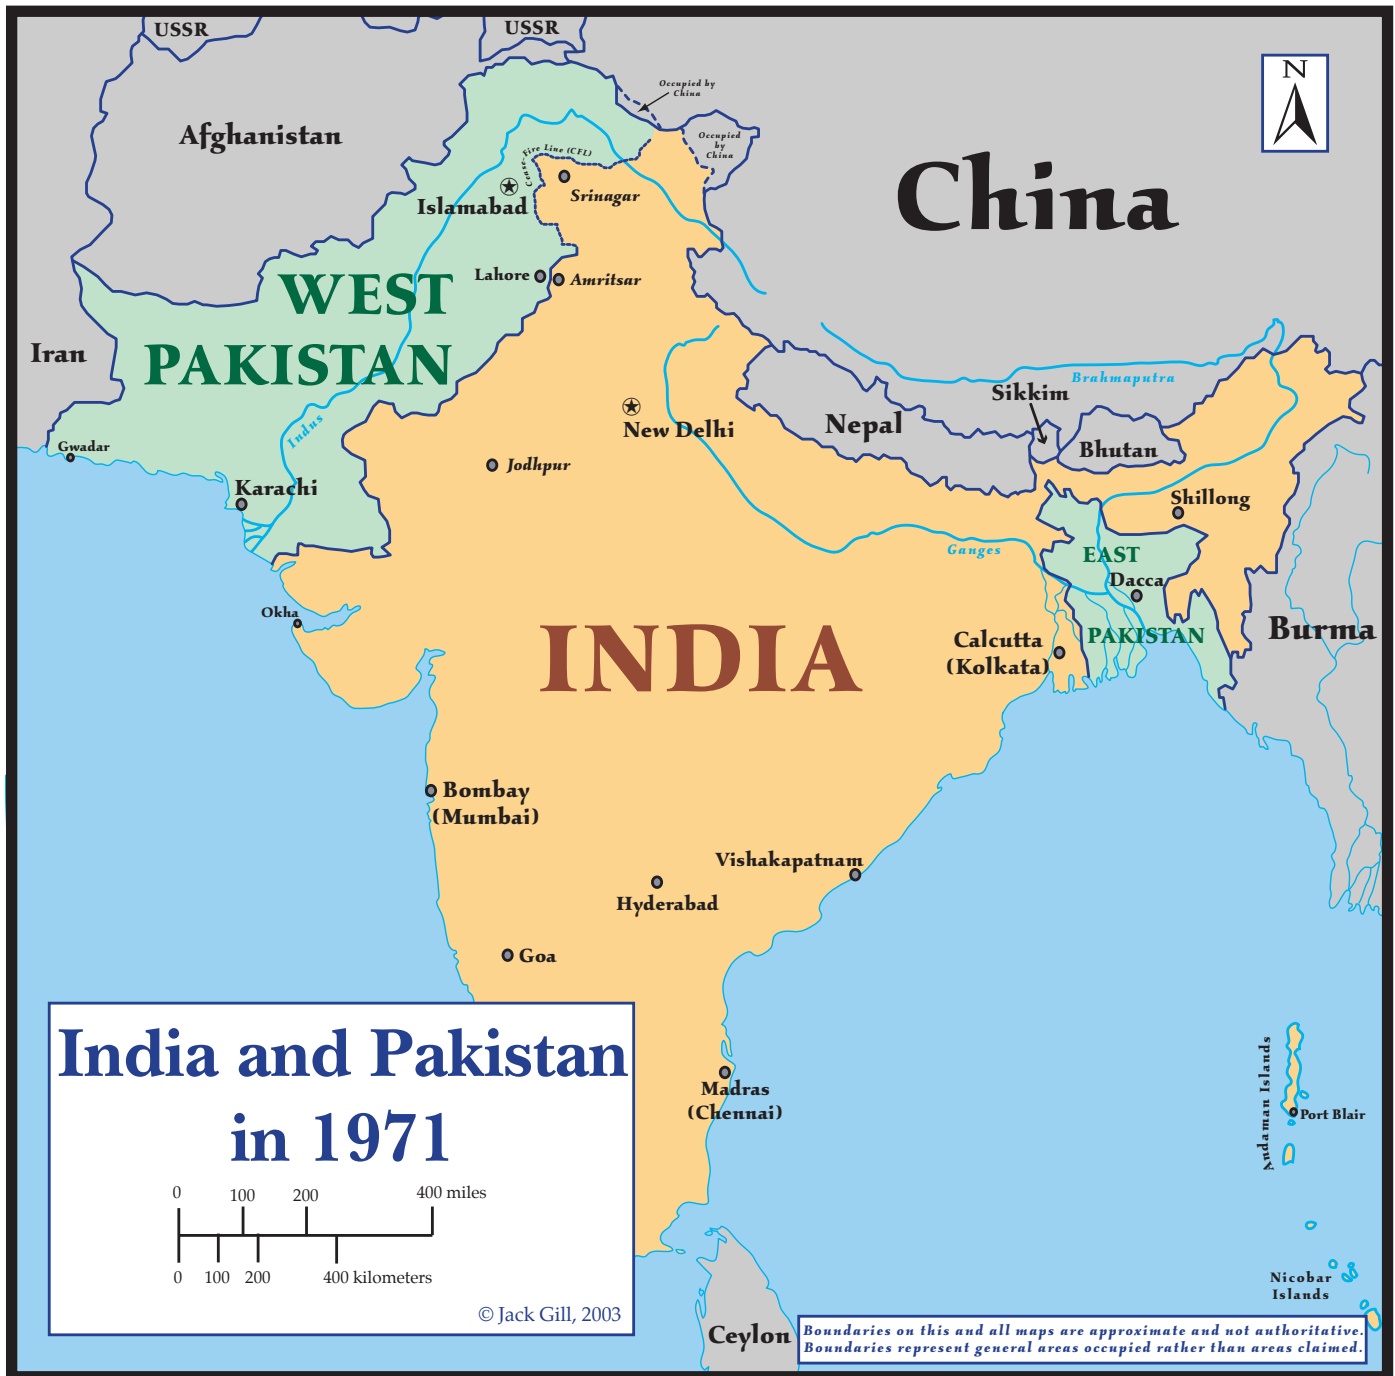 USSR
USSR
N
Occupied by
China
Afghanistan
Occupied
by
China
Cease-Fire Line (CFL)
China
Srinagar
Islamabad
Lahore
Amritsar
WEST
PAKISTAN
Iran
Brahmaputra
Sikkim
Nepal
New Delhi
Indus
Bhutan
Gwadar
Jodhpur
Karachi
Shillong
Ganges
EAST
Dacca
PAKISTAN
Okha
INDIA
Burma
Calcutta
(Kolkata)
Bombay
(Mumbai)
Vishakapatnam
Hyderabad
Goa
India and Pakistan
in 1971
0 100 200 400 miles
0 100 200 400 kilometers
© Jack Gill, 2003
Madras
(Chennai)
Andaman Islands
Port Blair
Nicobar
Islands
Ceylon
Boundaries on this and all maps are approximate and not authoritative.
Boundaries represent general areas occupied rather than areas claimed.